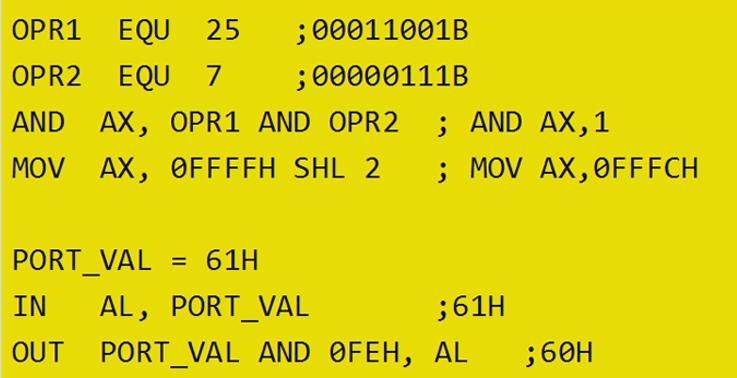 OPR1  EQU  25   ;00011001B
OPR2  EQU  7    ;00000111B
AND  AX, OPR1 AND OPR2  ; AND AX,1
MOV  AX, 0FFFFH SHL 2   ; MOV AX,0FFFCH
PORT_VAL = 61H
IN   AL, PORT_VAL       ;61H
OUT  PORT_VAL AND 0FEH, AL   ;60H